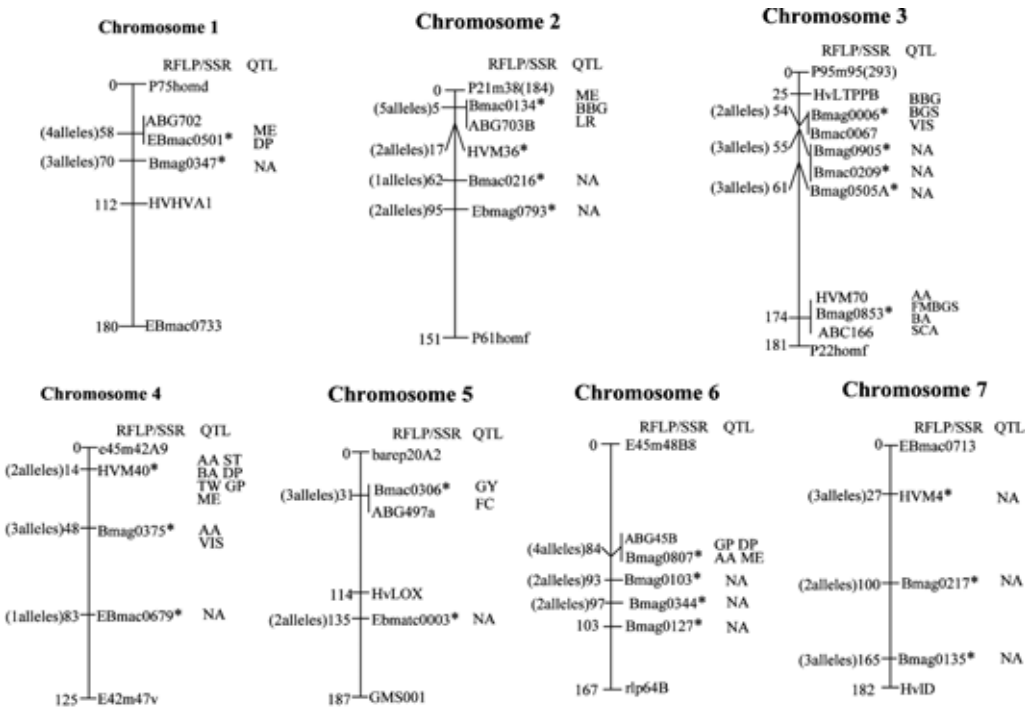 Chromosome 1
RFLP/SSR QTL
0 P75homd
ABG702
(4alleles)58 EBmac0501* ME
DP
(3alleles)70 Bmag0347* NA
112 HVHVA1
180 EBmac0733
Chromosome 2
RFLP/SSR QTL
0 P21m38(184) ME
(5alleles)5 Bmac0134* BBG
ABG703B LR
(2alleles)17 HVM36*
(1alleles)62 Bmac0216* NA
(2alleles)95 Ebmag0793* NA
151 P61homf
Chromosome 3
RFLP/SSR QTL
0 P95m95(293)
25 HvLTPPB BBG
(2alleles) 54 Bmag0006* BGS
Bmac0067 VIS
(3alleles) 55 Bmag0905* NA
Bmac0209* NA
(3alleles) 61 Bmag0505A* NA
HVM70 AA
174 Bmag0853* FMBGS
BA
ABC166 SCA
181 P22homf
Chromosome 4
RFLP/SSR QTL
0 e45m42A9
AA ST
(2alleles)14 HVM40* BA DP
TW GP
ME
(3alleles)48 Bmag0375* AA
VIS
(1alleles)83 EBmac0679* NA
125 E42m47v
Chromosome 5
RFLP/SSR QTL
0 barep20A2
(3alleles)31 Bmac0306* GY
ABG497a FC
114 HvLOX
(2alleles)135 Ebmatc0003* NA
187 GMS001
Chromosome 6
RFLP/SSR QTL
0 E45m48B8
ABG45B GP DP
(4alleles)84 Bmag0807* AA ME
(2alleles)93 Bmag0103* NA
(2alleles)97 Bmag0344* NA
103 Bmag0127* NA
167 rlp64B
Chromosome 7
RFLP/SSR QTL
0 EBmac0713
(3alleles)27 HVM4* NA
(2alleles)100 Bmag0217* NA
(3alleles)165 Bmag0135* NA
182 HvID